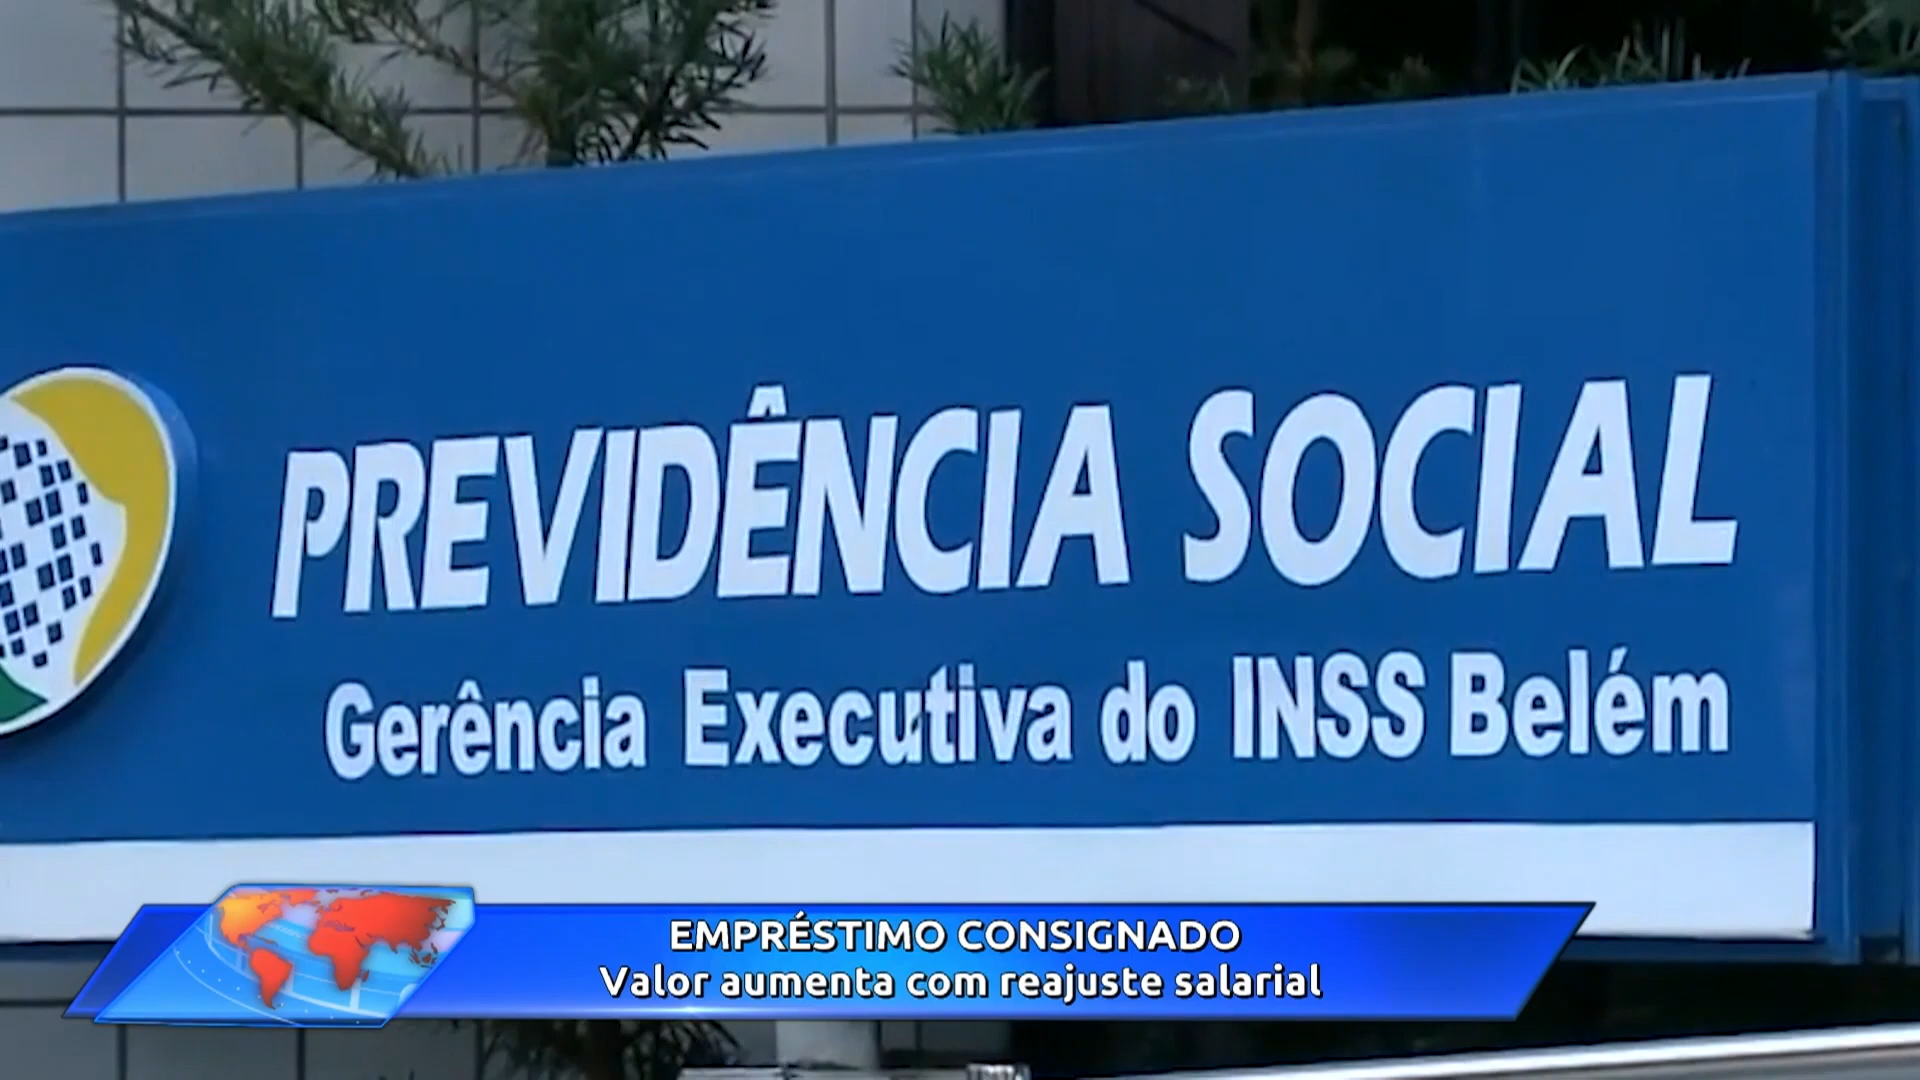 PREVIDÊNCIA SOCIAL
Gerência Executiva do INSS Belém
EMPRÉSTIMO CONSIGNADO
Valor aumenta com reajuste salarial